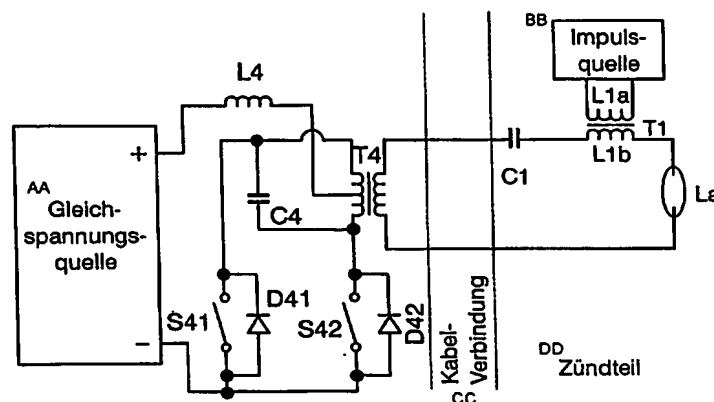 BB
Impuls-
quelle
L4
L1a
T1
L1b
T4
C1
La
AA
Gleich-
spannungs-
quelle
+
−
C4
D41
S41
S42
D42
Kabel-
Verbindung
CC
DD
Zündteil